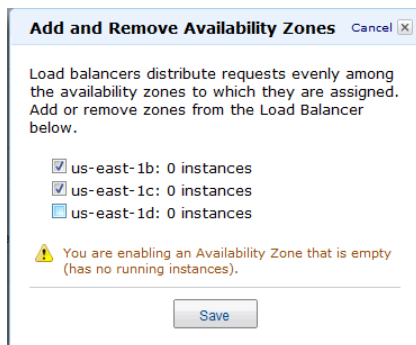 Add and Remove Availability Zones Cancel
Load balancers distribute requests evenly among
the availability zones to which they are assigned.
Add or remove zones from the Load Balancer
below.
us-east-1b: 0 instances
us-east-1c: 0 instances
us-east-1d: 0 instances
You are enabling an Availability Zone that is empty
(has no running instances).
Save